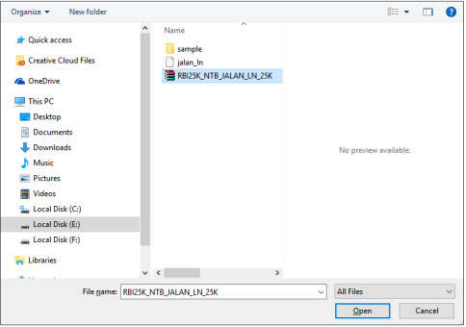 Organize
New folder
Name
Quick access
Creative Cloud Files
OneDrive
This PC
Desktop
Documents
Downloads
Music
Pictures
Videos
Local Disk (C:)
Local Disk (E:)
Local Disk (F:)
Libraries
sample
jalan_ln
RBI25K_NTB_JALAN_LN_25K
No preview available.
File name: RBI25K_NTB_JALAN_LN_25K
All Files
Open
Cancel